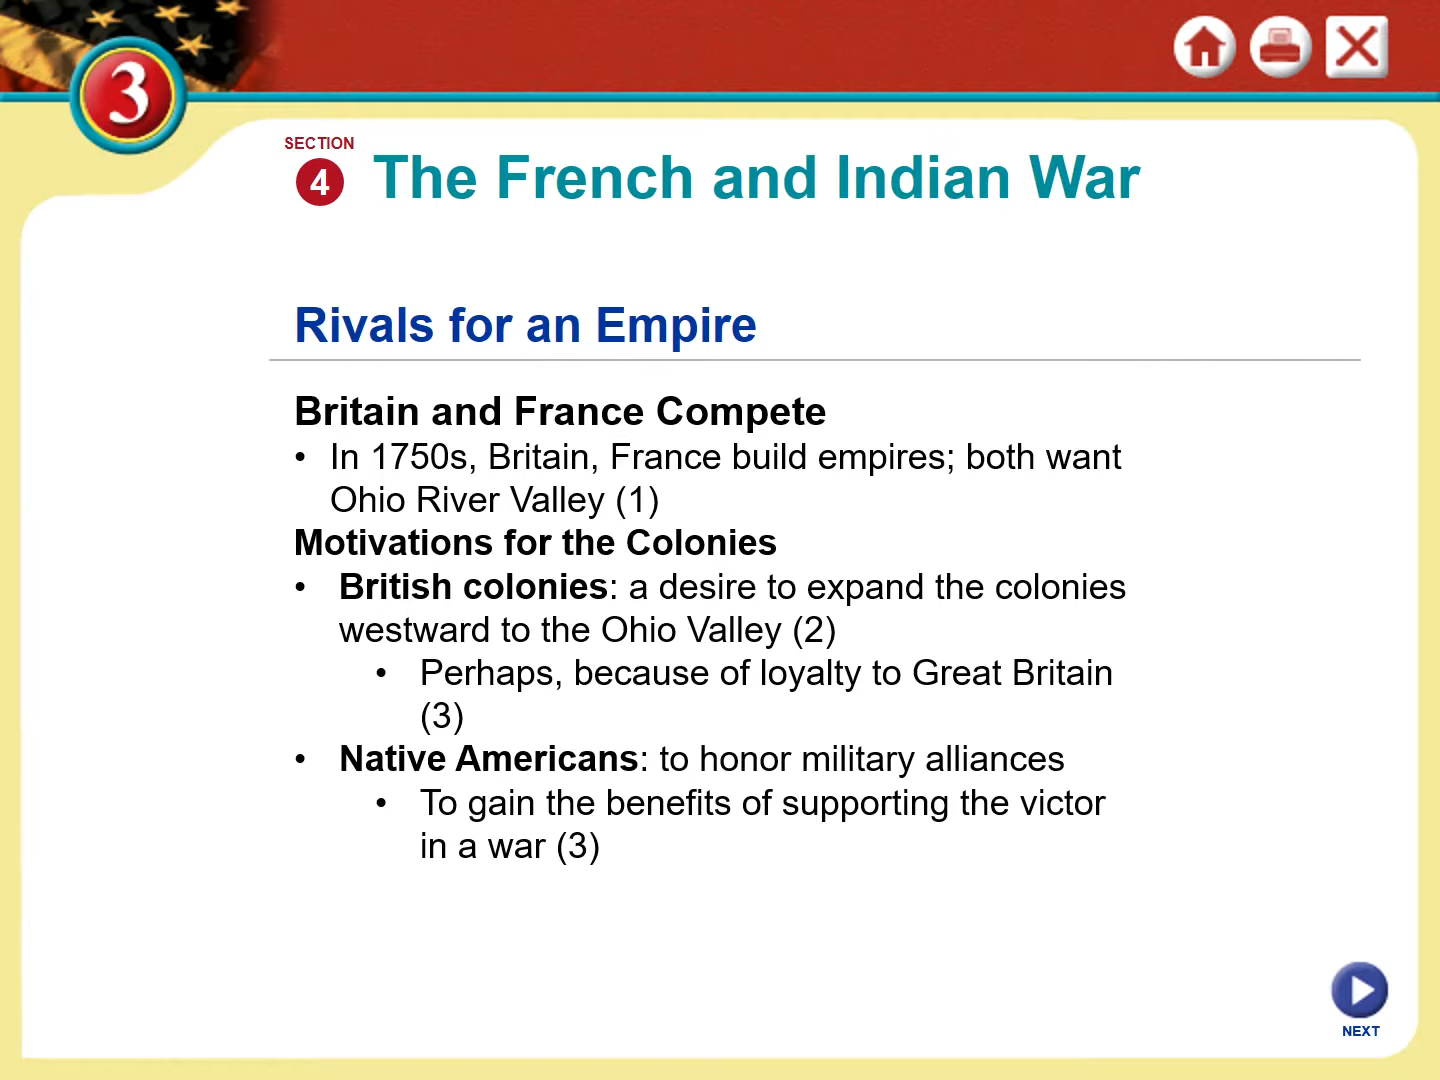 3
SECTION
4 The French and Indian War
Rivals for an Empire
Britain and France Compete
• In 1750s, Britain, France build empires; both want
Ohio River Valley (1)
Motivations for the Colonies
• British colonies: a desire to expand the colonies
westward to the Ohio Valley (2)
• Perhaps, because of loyalty to Great Britain
(3)
• Native Americans: to honor military alliances
• To gain the benefits of supporting the victor
in a war (3)
NEXT